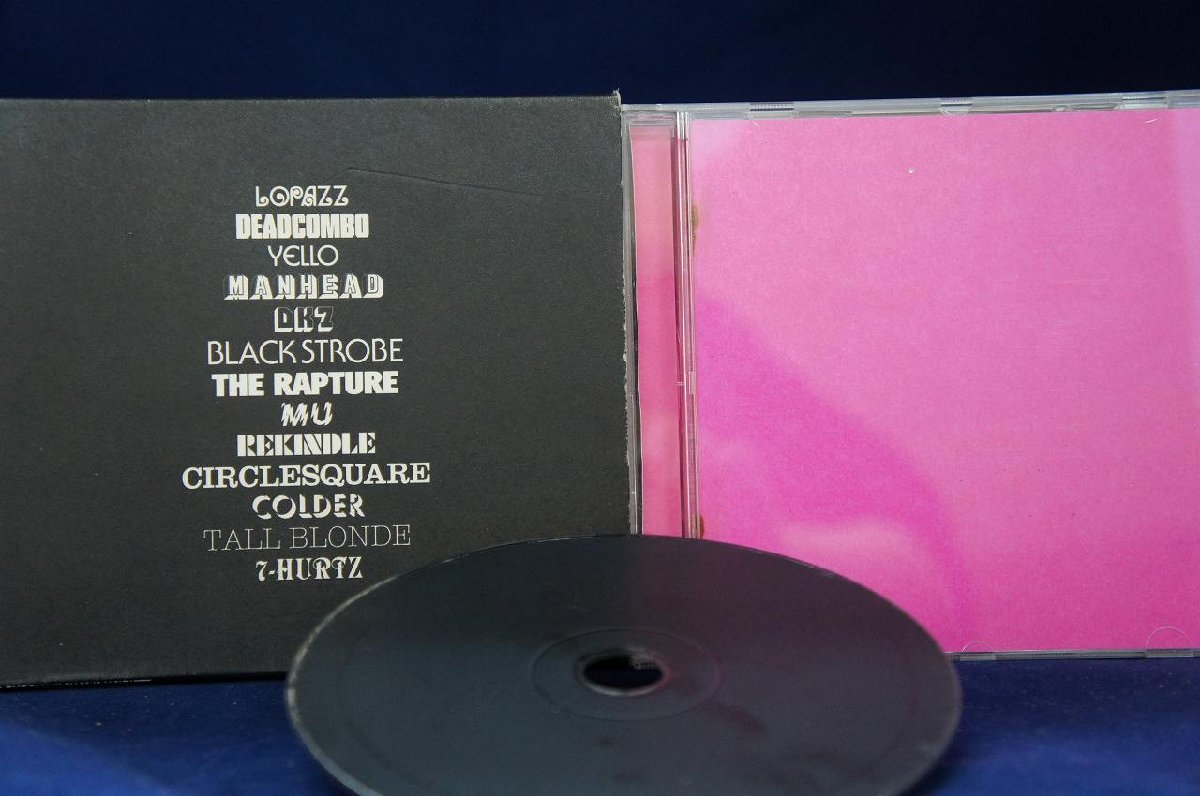 LOPAZZ
DEADCOMBO
YELLO
MANHEAD
DK7
BLACK STROBE
THE RAPTURE
MU
REKINDLE
CIRCLESQUARE
COLDER
TALL BLONDE
7-HURTZ